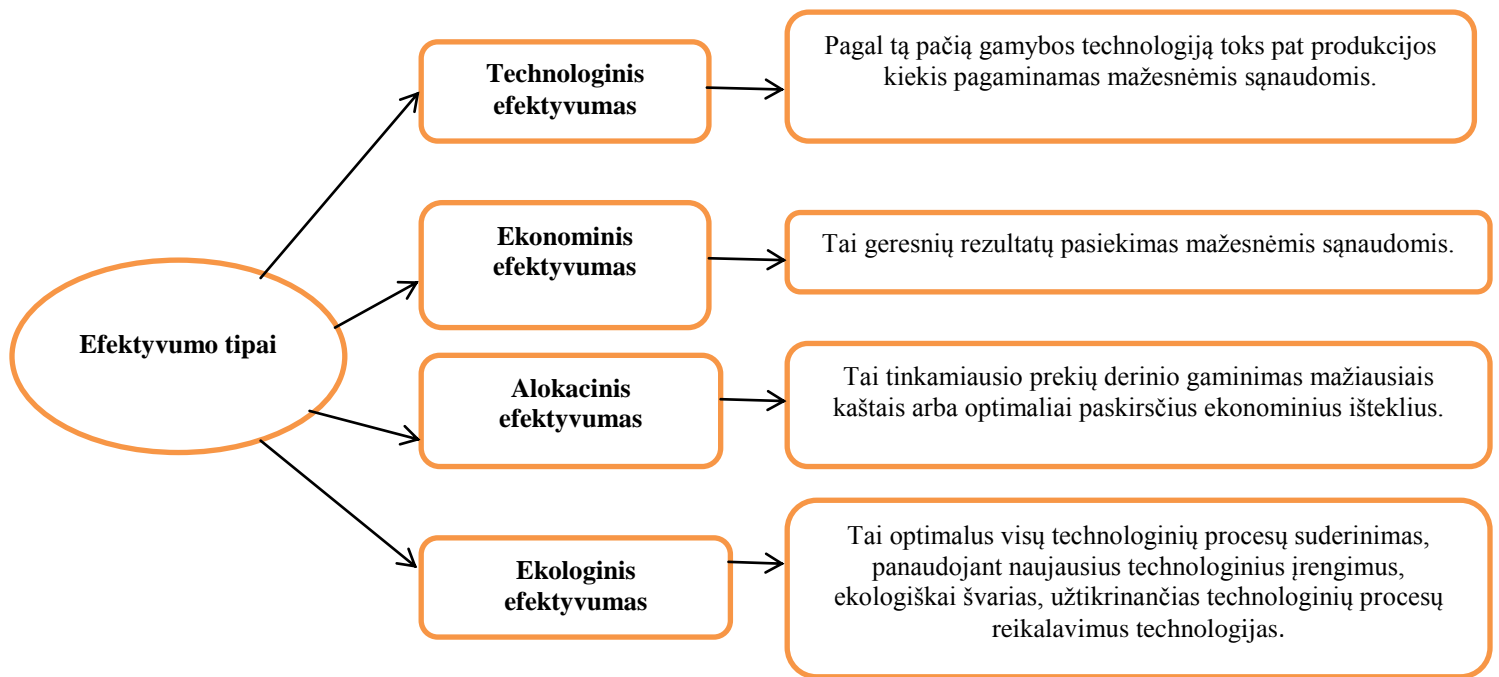 Efektyvumo tipai
Technologinis
efektyvumas
Pagal tą pačią gamybos technologiją toks pat produkcijos
kiekis pagaminamas mažesnėmis sąnaudomis.
Ekonominis
efektyvumas
Tai geresnių rezultatų pasiekimas mažesnėmis sąnaudomis.
Alokacinis
efektyvumas
Tai tinkamiausio prekių derinio gaminimas mažiausiais
kaštais arba optimaliai paskirsčius ekonominius išteklius.
Ekologinis
efektyvumas
Tai optimalus visų technologinių procesų suderinimas,
panaudojant naujausius technologinius įrengimus,
ekologiškai švarias, užtikrinančias technologinių procesų
reikalavimus technologijas.